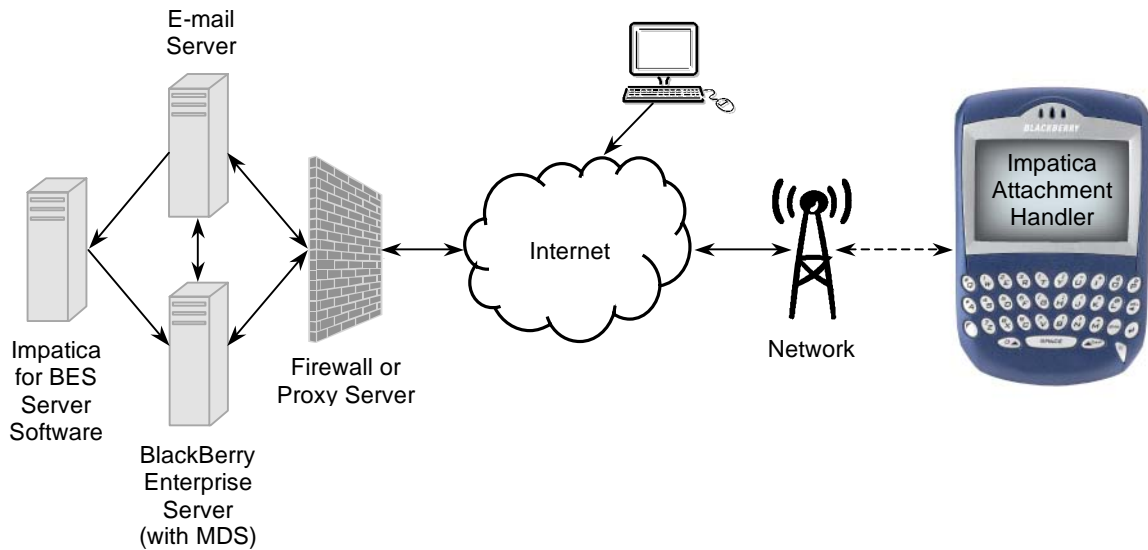 E-mail
Server
Impatica
for BES
Server
Software
BlackBerry
Enterprise
Server
(with MDS)
Firewall or
Proxy Server
Internet
Network
BLACKBERRY
Impatica
Attachment
Handler
SPACE